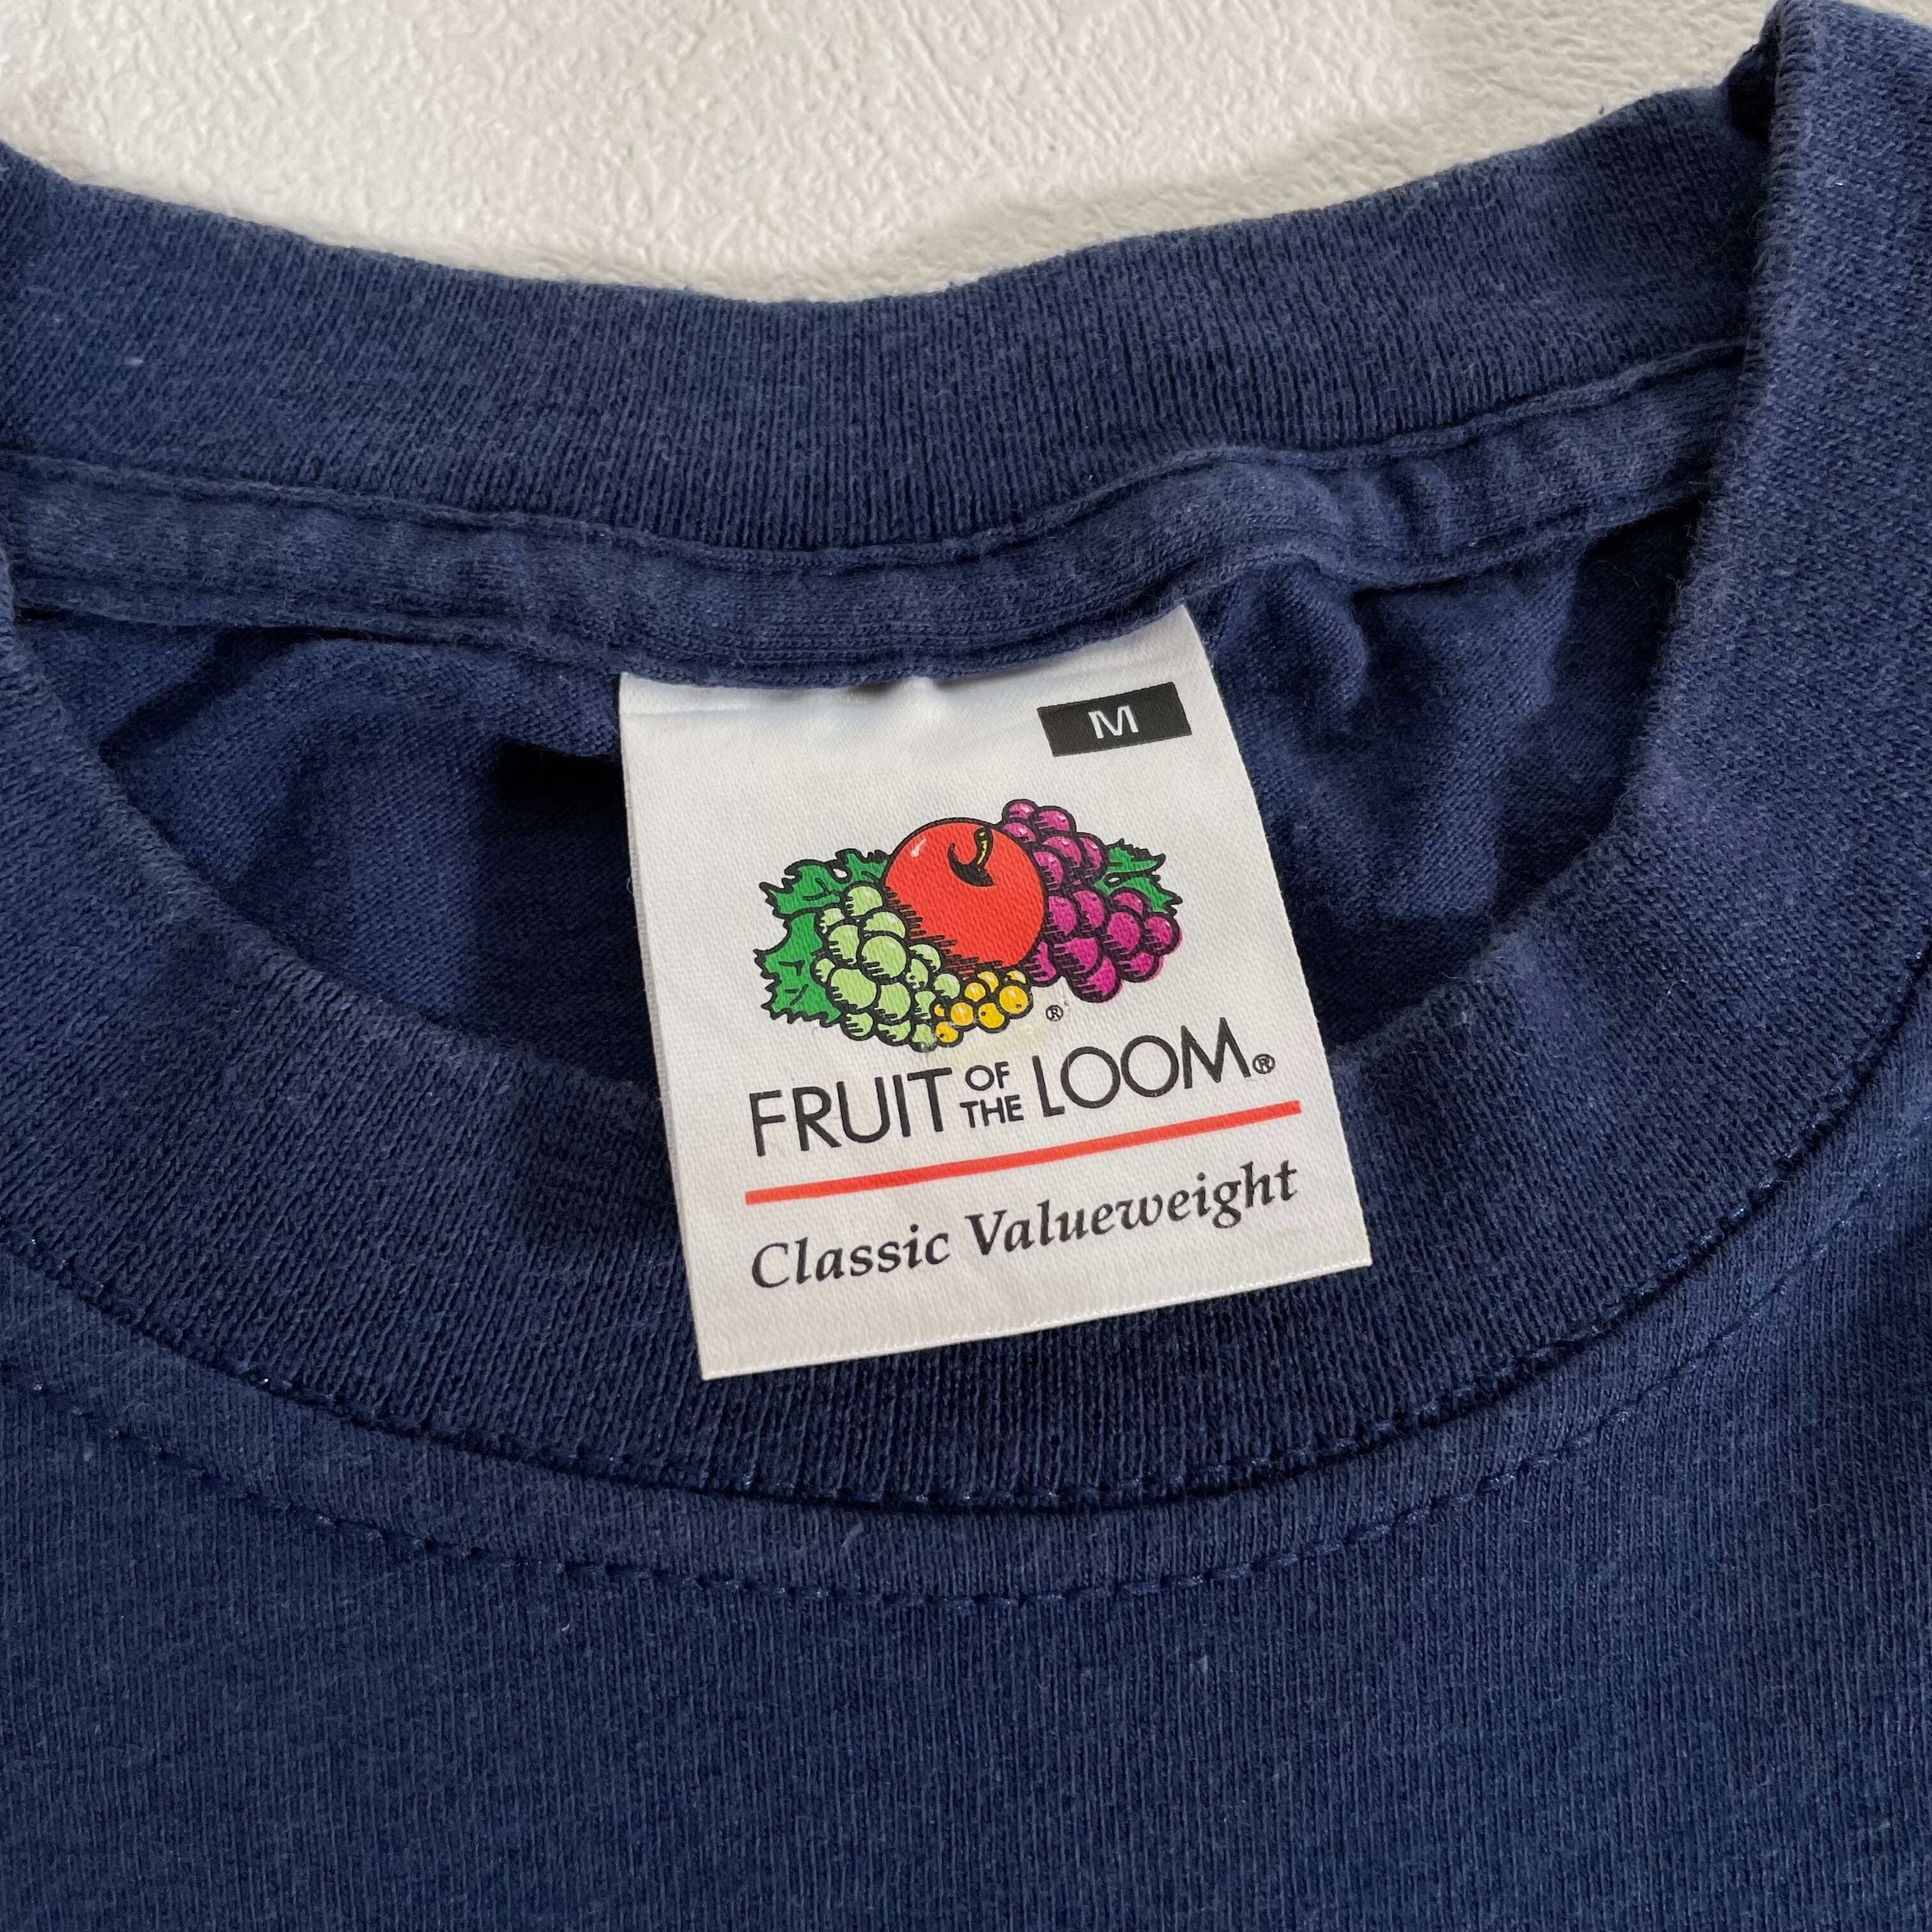 M
®
FRUIT OF THE LOOM®
Classic Valueweight